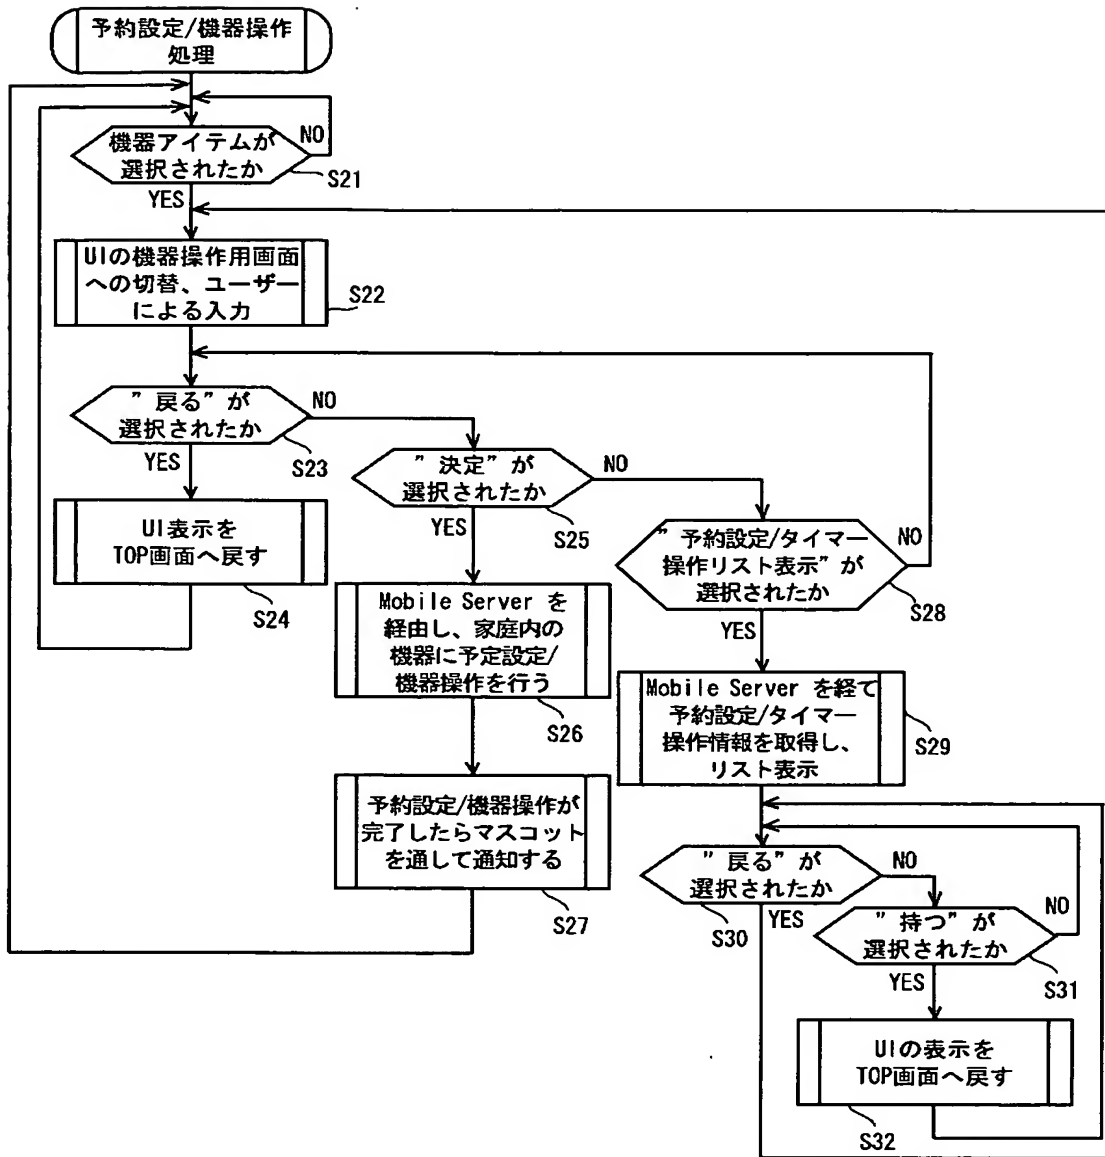 予約設定/機器操作
処理
機器アイテムが
選択されたか
NO
S21
YES
UIの機器操作用画面
への切替、ユーザー
による入力
S22
”戻る”が
選択されたか
NO
S23
YES
UI表示を
TOP画面へ戻す
S24
”決定”が
選択されたか
NO
S25
YES
Mobile Server を
経由し、家庭内の
機器に予定設定/
機器操作を行う
S26
予約設定/機器操作が
完了したらマスコット
を通して通知する
S27
”予約設定/タイマー
操作リスト表示”が
選択されたか
NO
S28
YES
Mobile Server を経て
予約設定/タイマー
操作情報を取得し、
リスト表示
S29
”戻る”が
選択されたか
NO
S30
YES
”持つ”が
選択されたか
NO
S31
YES
UIの表示を
TOP画面へ戻す
S32